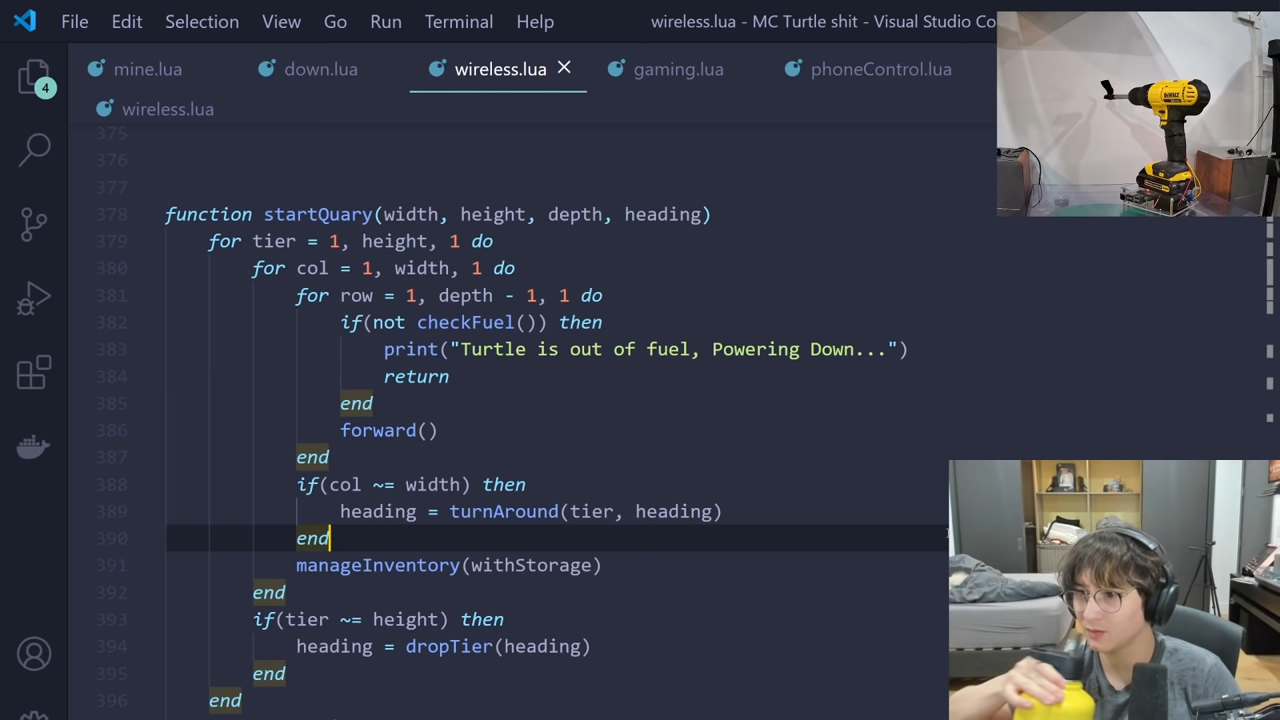 File Edit Selection View Go Run Terminal Help
wireless.lua - MC Turtle shit - Visual Studio Co
mine.lua down.lua wireless.lua gaming.lua phoneControl.lua
wireless.lua
4
375
376
377
378 function startQuary(width, height, depth, heading)
379 for tier = 1, height, 1 do
380 for col = 1, width, 1 do
381 for row = 1, depth - 1, 1 do
382 if(not checkFuel()) then
383 print("Turtle is out of fuel, Powering Down...")
384 return
385 end
386 forward()
387 end
388 if(col ~= width) then
389 heading = turnAround(tier, heading)
390 end
391 manageInventory(withStorage)
392 end
393 if(tier ~= height) then
394 heading = dropTier(heading)
395 end
396 end
DEWALT